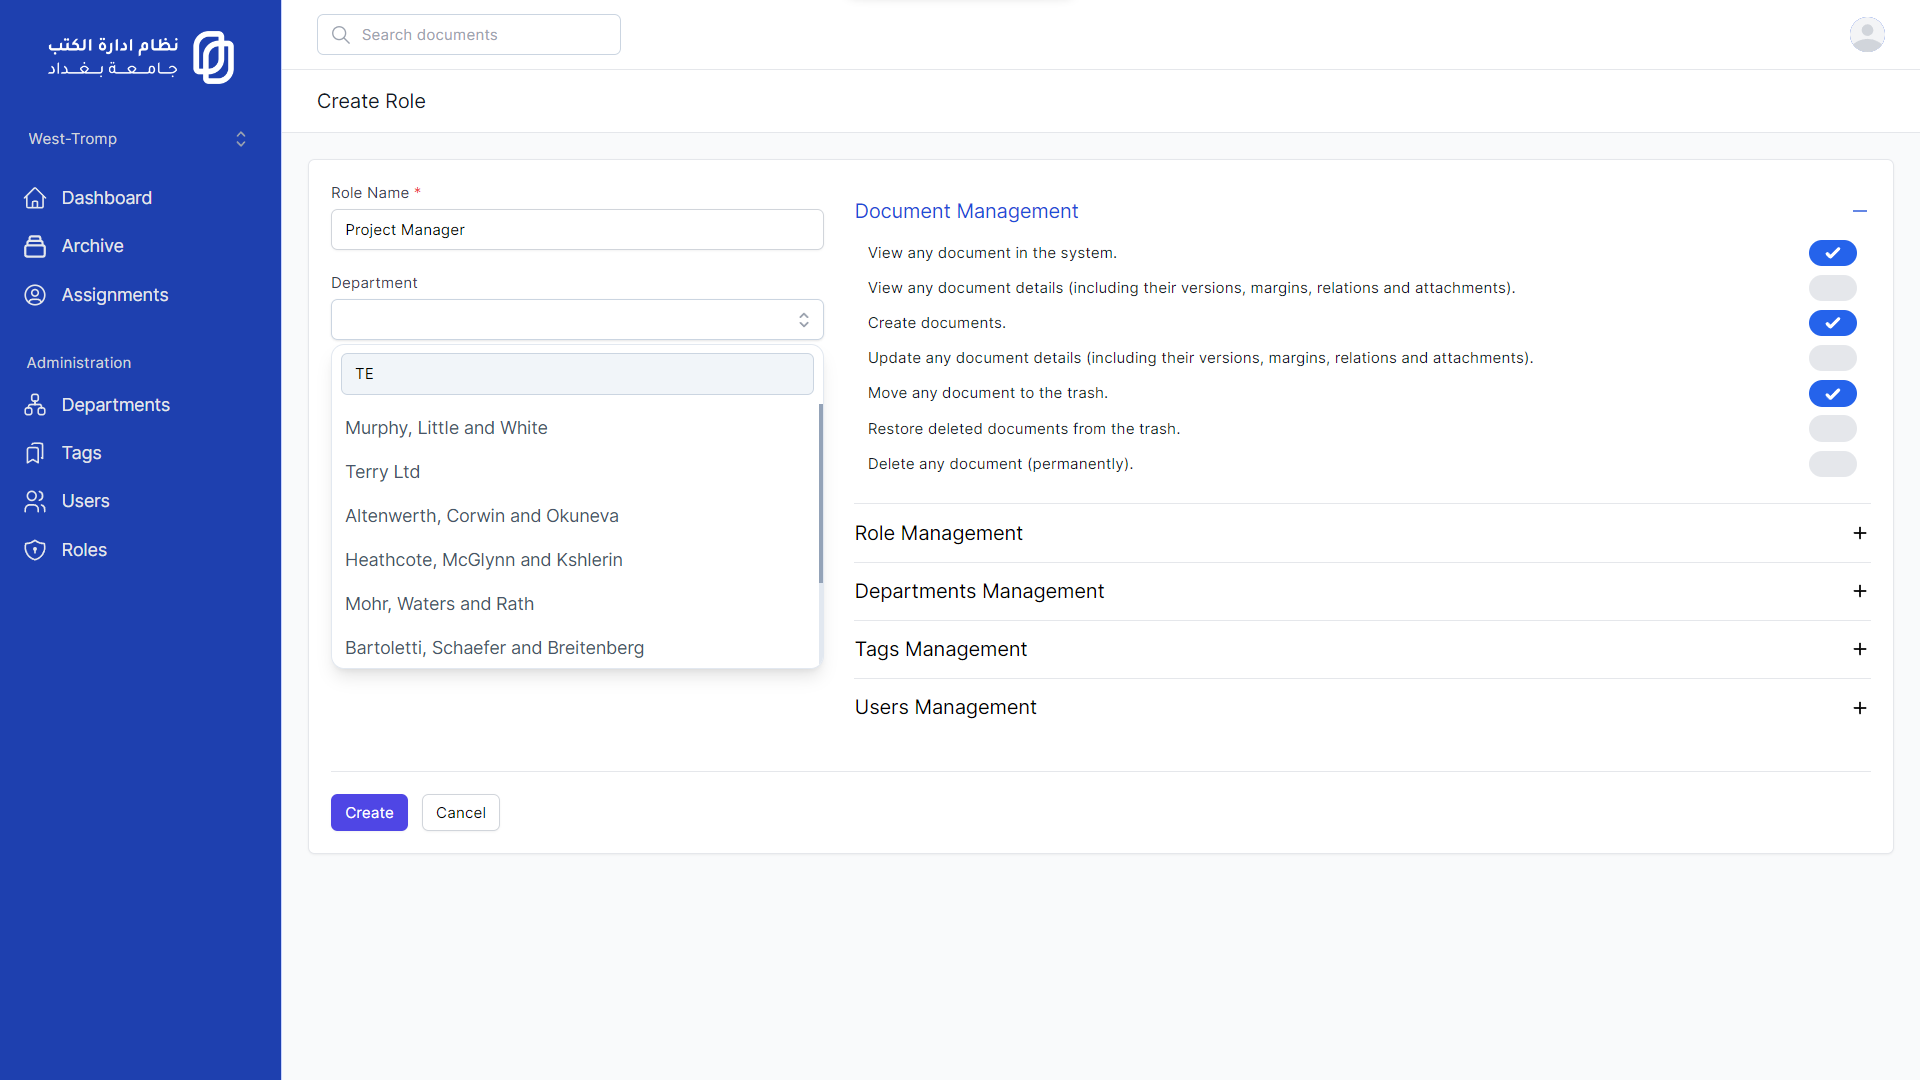 نظام ادارة الكتب
جامعة بغداد
West-Tromp
Dashboard
Archive
Assignments
Administration
Departments
Tags
Users
Roles
Search documents
Create Role
Role Name *
Project Manager
Department
TE
Murphy, Little and White
Terry Ltd
Altenwerth, Corwin and Okuneva
Heathcote, McGlynn and Kshlerin
Mohr, Waters and Rath
Bartoletti, Schaefer and Breitenberg
Document Management
View any document in the system.
View any document details (including their versions, margins, relations and attachments).
Create documents.
Update any document details (including their versions, margins, relations and attachments).
Move any document to the trash.
Restore deleted documents from the trash.
Delete any document (permanently).
Role Management
Departments Management
Tags Management
Users Management
Create
Cancel